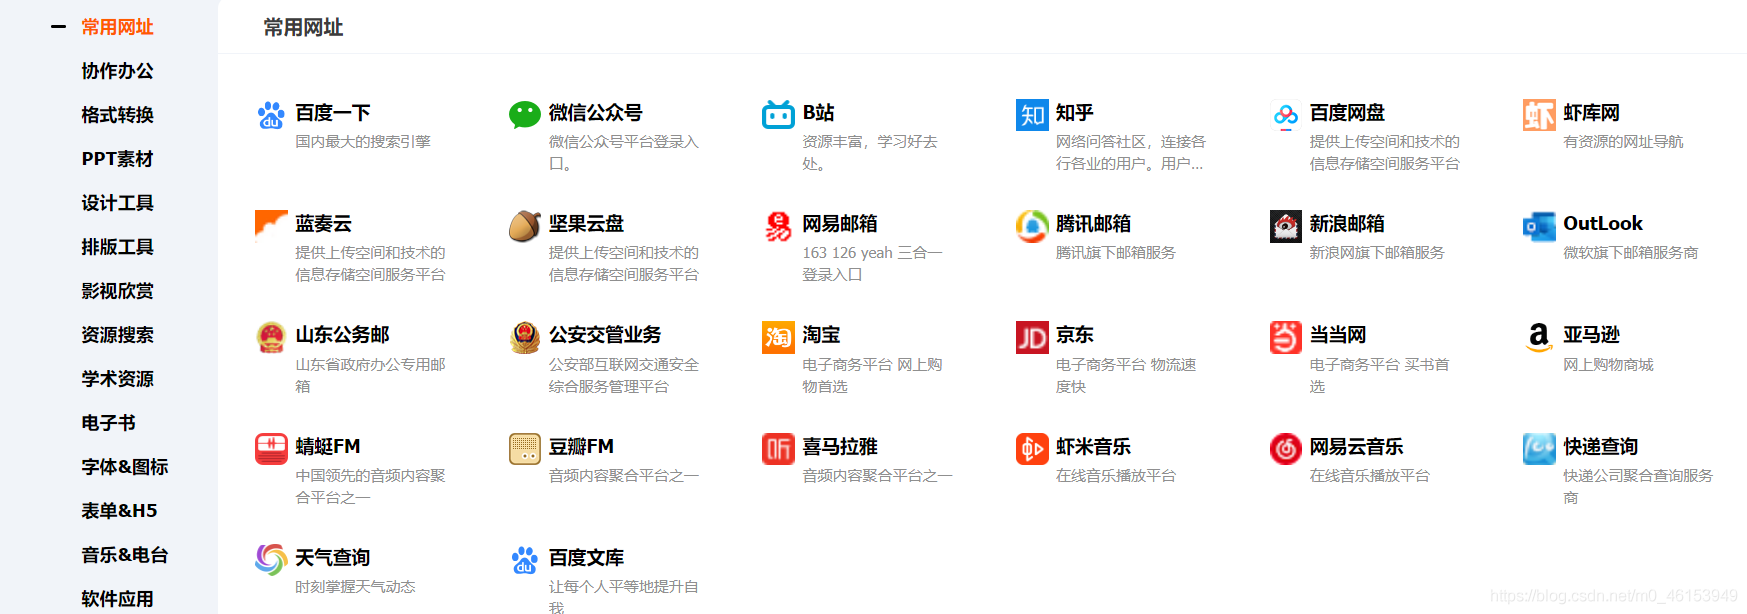 常用网址
协作办公
格式转换
PPT素材
设计工具
排版工具
影视欣赏
资源搜索
学术资源
电子书
字体&图标
表单&H5
音乐&电台
软件应用
常用网址
百度一下
国内最大的搜索引擎
微信公众号
微信公众号平台登录入
口。
B站
资源丰富，学习好去
处。
知
知乎
网络问答社区，连接各
行各业的用户。用户...
百度网盘
提供上传空间和技术的
信息存储空间服务平台
虾
虾库网
有资源的网址导航
蓝奏云
提供上传空间和技术的
信息存储空间服务平台
坚果云盘
提供上传空间和技术的
信息存储空间服务平台
网易邮箱
163 126 yeah 三合一
登录入口
腾讯邮箱
腾讯旗下邮箱服务
新浪邮箱
新浪网旗下邮箱服务
OutLook
微软旗下邮箱服务商
山东公务邮
山东省政府办公专用邮
箱
公安交管业务
公安部互联网交通安全
综合服务管理平台
淘
淘宝
电子商务平台 网上购
物首选
JD
京东
电子商务平台 物流速
度快
当
当当网
电子商务平台 买书首
选
a
亚马逊
网上购物商城
蜻蜓FM
中国领先的音频内容聚
合平台之一
豆瓣FM
音频内容聚合平台之一
听
喜马拉雅
音频内容聚合平台之一
虾米音乐
在线音乐播放平台
网易云音乐
在线音乐播放平台
快递查询
快递公司聚合查询服务
商
天气查询
时刻掌握天气动态
du
百度文库
让每个人平等地提升自
我
https://blog.csdn.net/m0_46153949